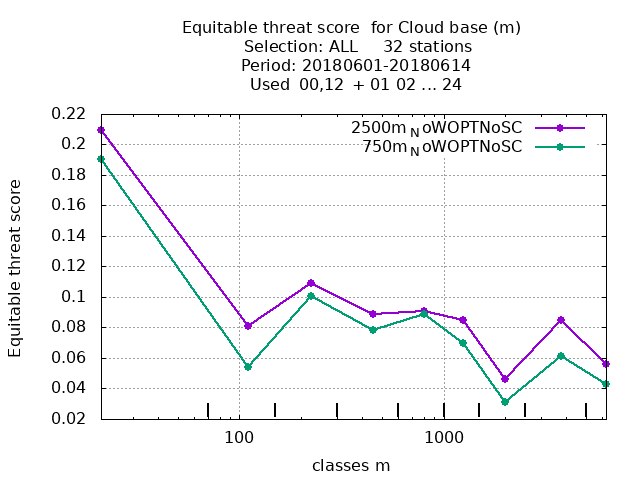 Equitable threat score  for Cloud base (m)
Selection: ALL     32 stations
Period: 20180601-20180614
Used  00,12  + 01 02 ... 24
2500m_NoWOPTNoSC
750m_NoWOPTNoSC
0.22
0.2
0.18
0.16
0.14
0.12
0.1
0.08
0.06
0.04
0.02
Equitable threat score
100 1000
classes m